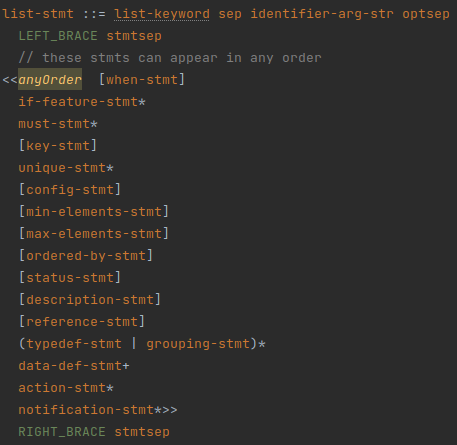 list-stmt ::= list-keyword sep identifier-arg-str optsep
LEFT_BRACE stmtsep
// these stmts can appear in any order
<<anyOrder [when-stmt]
if-feature-stmt*
must-stmt*
[key-stmt]
unique-stmt*
[config-stmt]
[min-elements-stmt]
[max-elements-stmt]
[ordered-by-stmt]
[status-stmt]
[description-stmt]
[reference-stmt]
(typedef-stmt | grouping-stmt)*
data-def-stmt+
action-stmt*
notification-stmt*>>
RIGHT_BRACE stmtsep